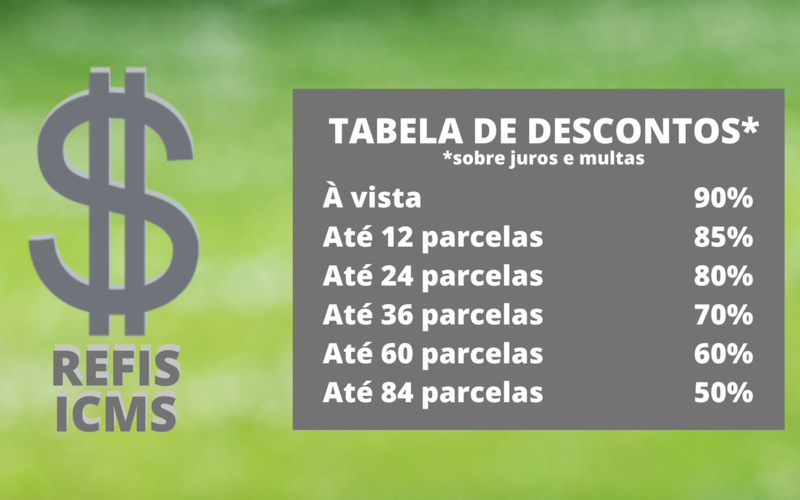 $
REFIS
ICMS
TABELA DE DESCONTOS*
*sobre juros e multas
À vista 90%
Até 12 parcelas 85%
Até 24 parcelas 80%
Até 36 parcelas 70%
Até 60 parcelas 60%
Até 84 parcelas 50%